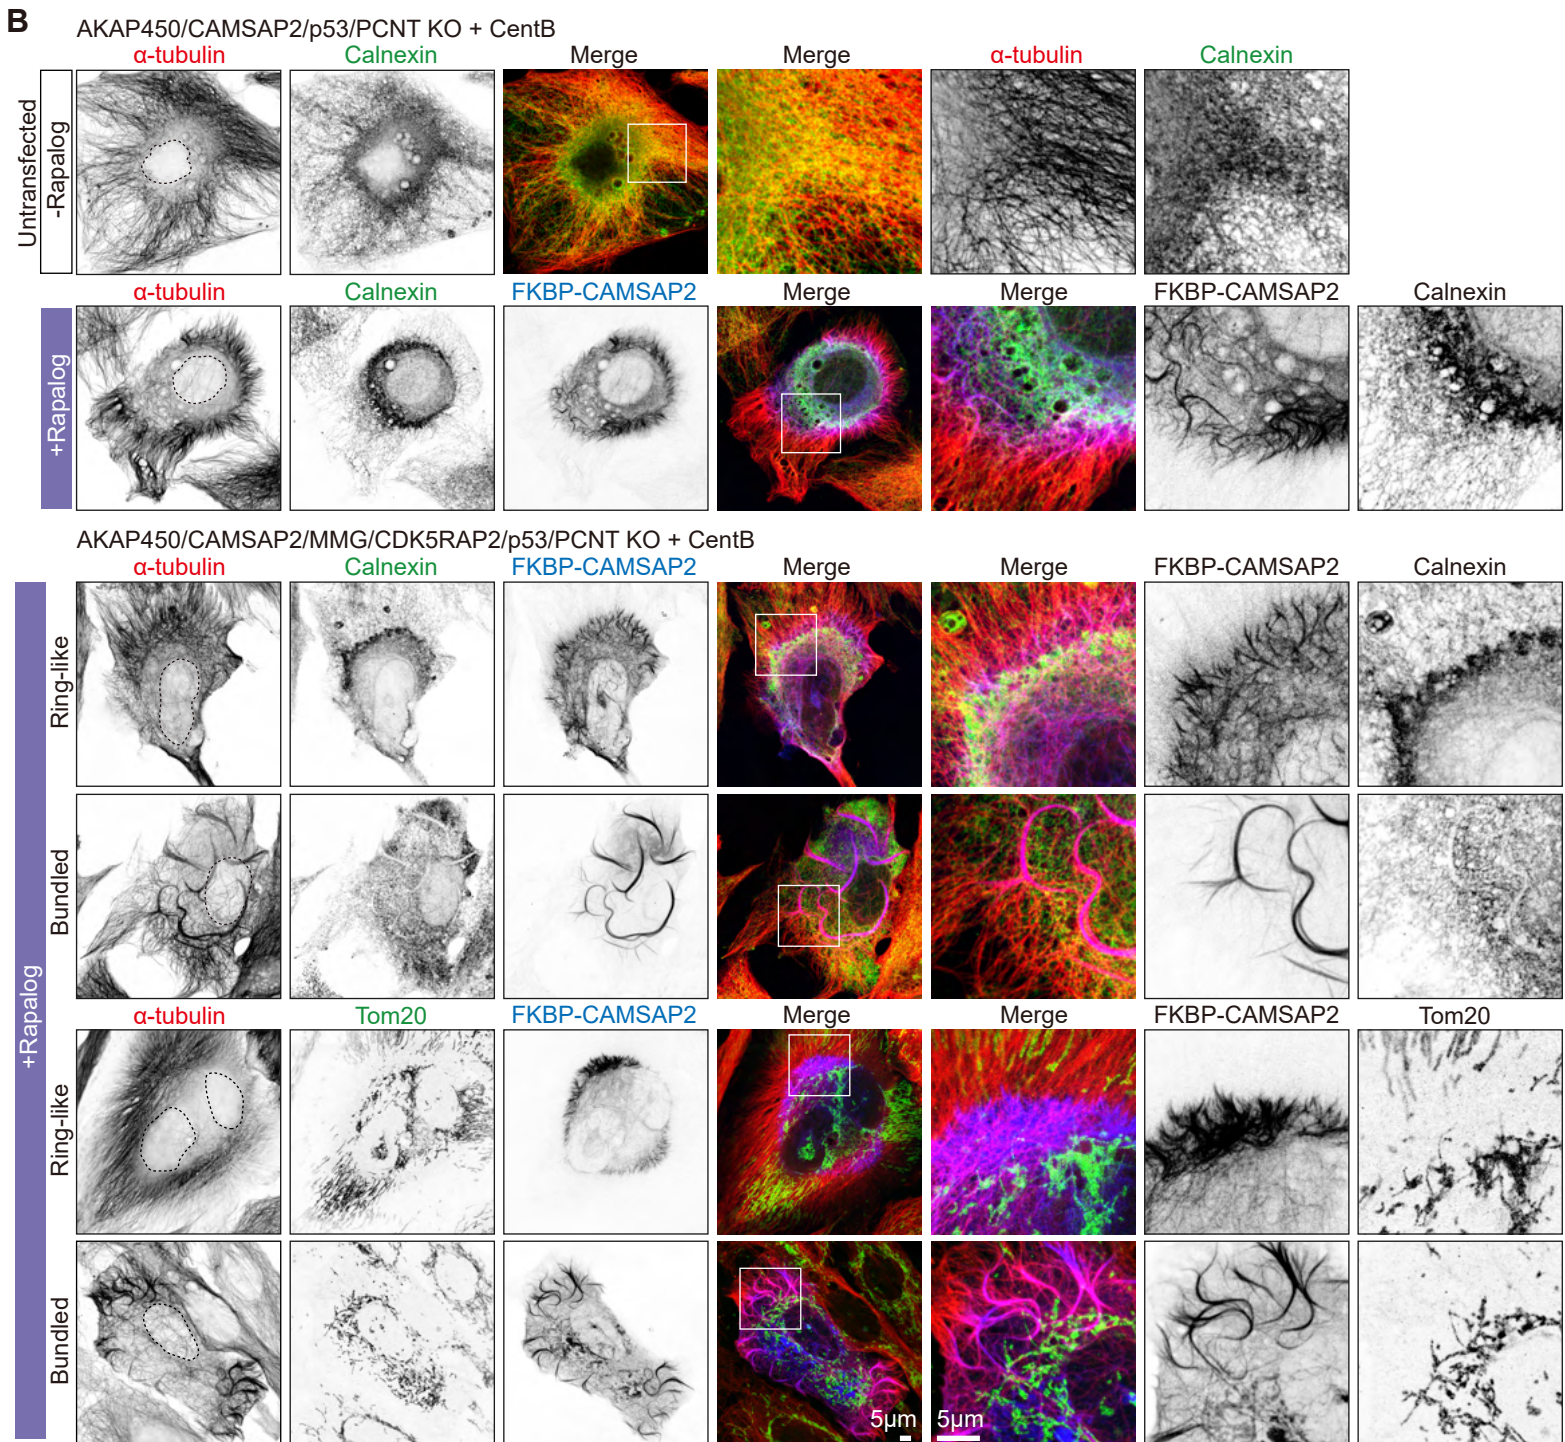 B
AKAP450/CAMSAP2/p53/PCNT KO + CentB
α-tubulin Calnexin Merge Merge α-tubulin Calnexin
Untransfected
-Rapalog
α-tubulin Calnexin FKBP-CAMSAP2 Merge Merge FKBP-CAMSAP2 Calnexin
+Rapalog
AKAP450/CAMSAP2/MMG/CDK5RAP2/p53/PCNT KO + CentB
α-tubulin Calnexin FKBP-CAMSAP2 Merge Merge FKBP-CAMSAP2 Calnexin
+Rapalog
Ring-like
Bundled
α-tubulin Tom20 FKBP-CAMSAP2 Merge Merge FKBP-CAMSAP2 Tom20
Ring-like
Bundled
5μm 5μm